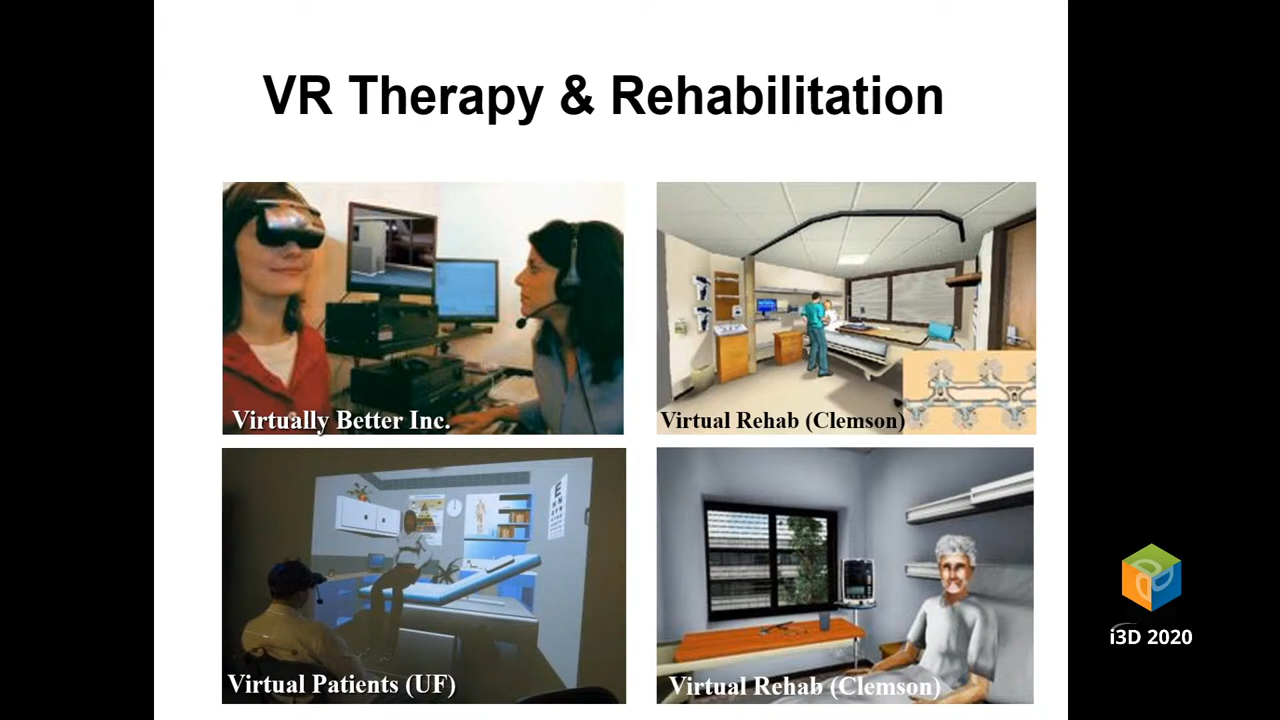 VR Therapy & Rehabilitation
Virtually Better Inc.
Virtual Rehab (Clemson)
Virtual Patients (UF)
Virtual Rehab (Clemson)
i3D 2020